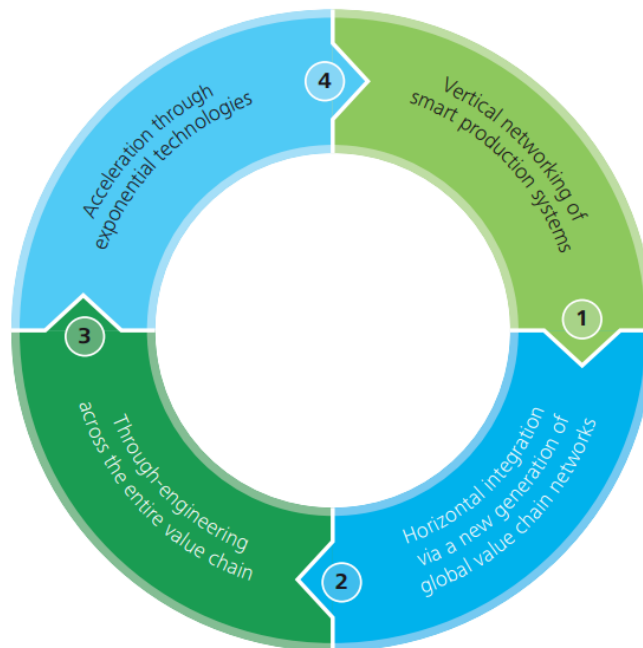 Vertical networking of
smart production systems
1
Horizontal integration
via a new generation of
global value chain networks
2
Through-engineering
across the entire value chain
3
Acceleration through
exponential technologies
4